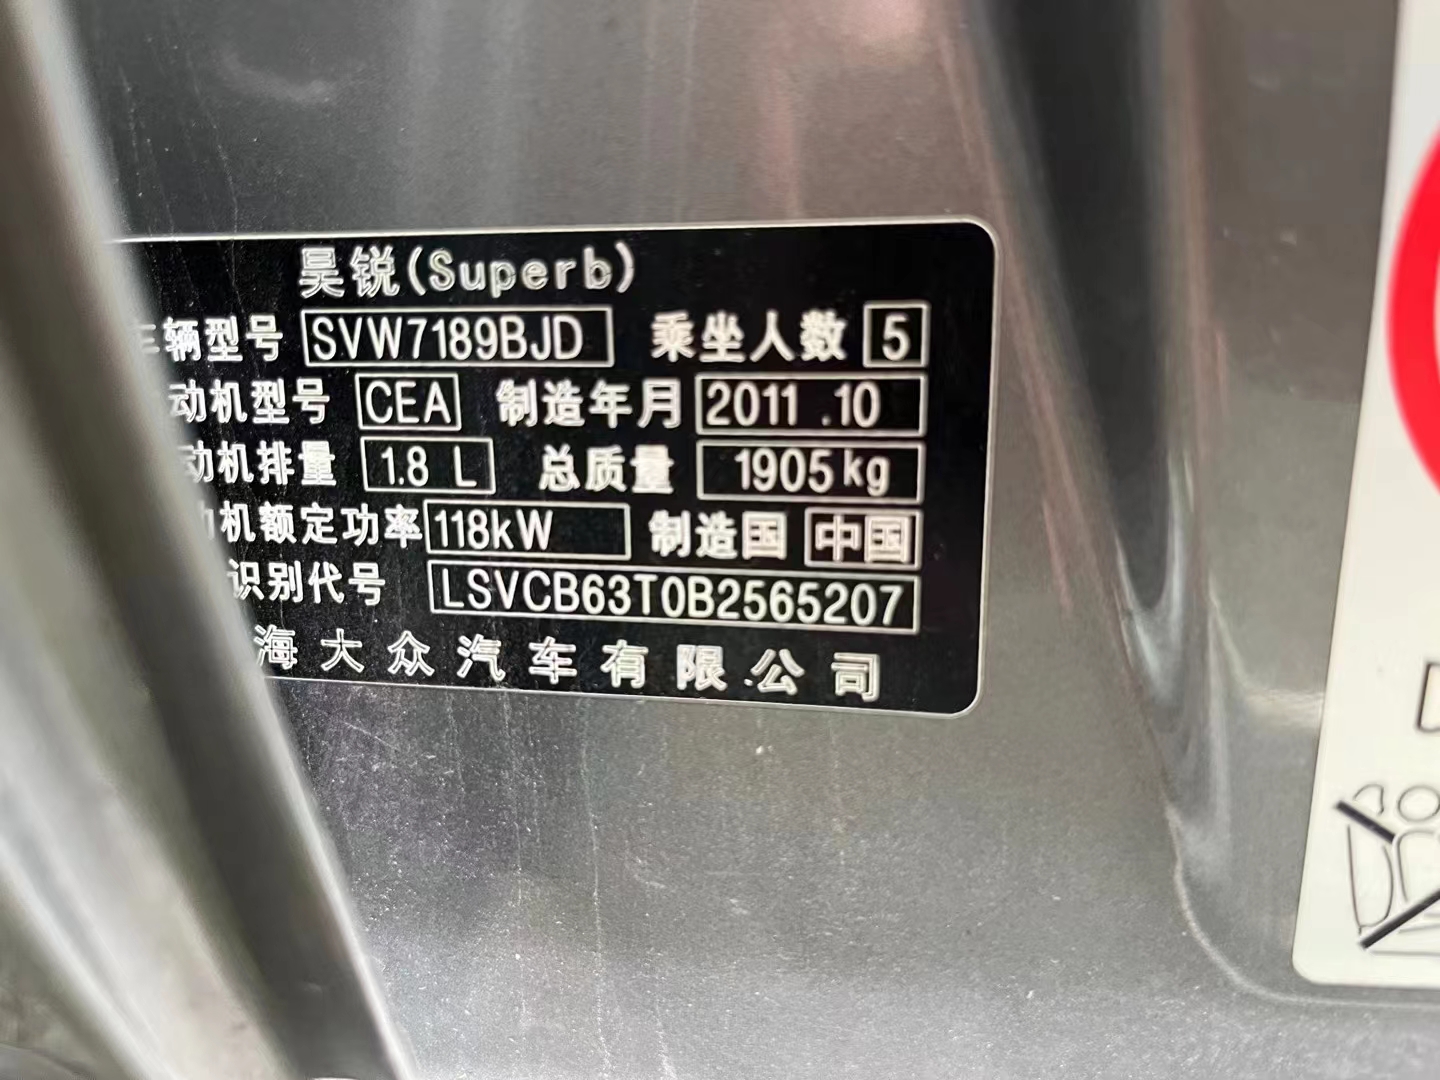 昊锐(Superb)
车辆型号 SVW7189BJD 乘坐人数 5
动机型号 CEA 制造年月 2011.10
动机排量 1.8 L 总质量 1905kg
动机额定功率 118kW 制造国 中国
识别代号 LSVCB63T0B2565207
海大众汽车有限公司